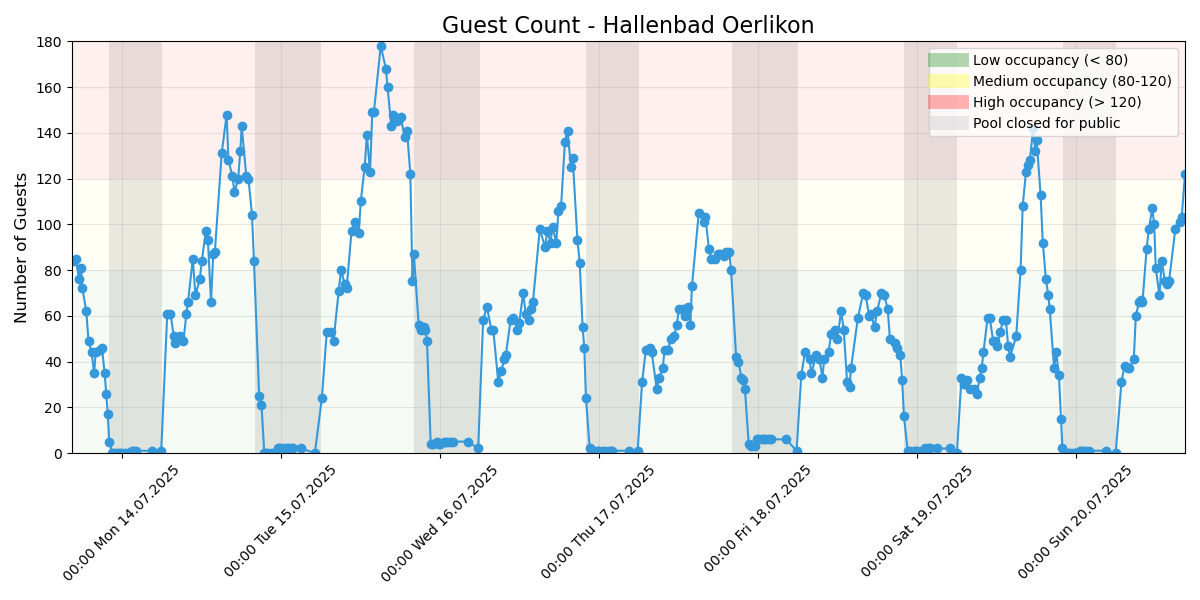 Guest Count - Hallenbad Oerlikon
Number of Guests
180
160
140
120
100
80
60
40
20
0
Low occupancy (< 80)
Medium occupancy (80-120)
High occupancy (> 120)
Pool closed for public
00:00 Mon 14.07.2025
00:00 Tue 15.07.2025
00:00 Wed 16.07.2025
00:00 Thu 17.07.2025
00:00 Fri 18.07.2025
00:00 Sat 19.07.2025
00:00 Sun 20.07.2025